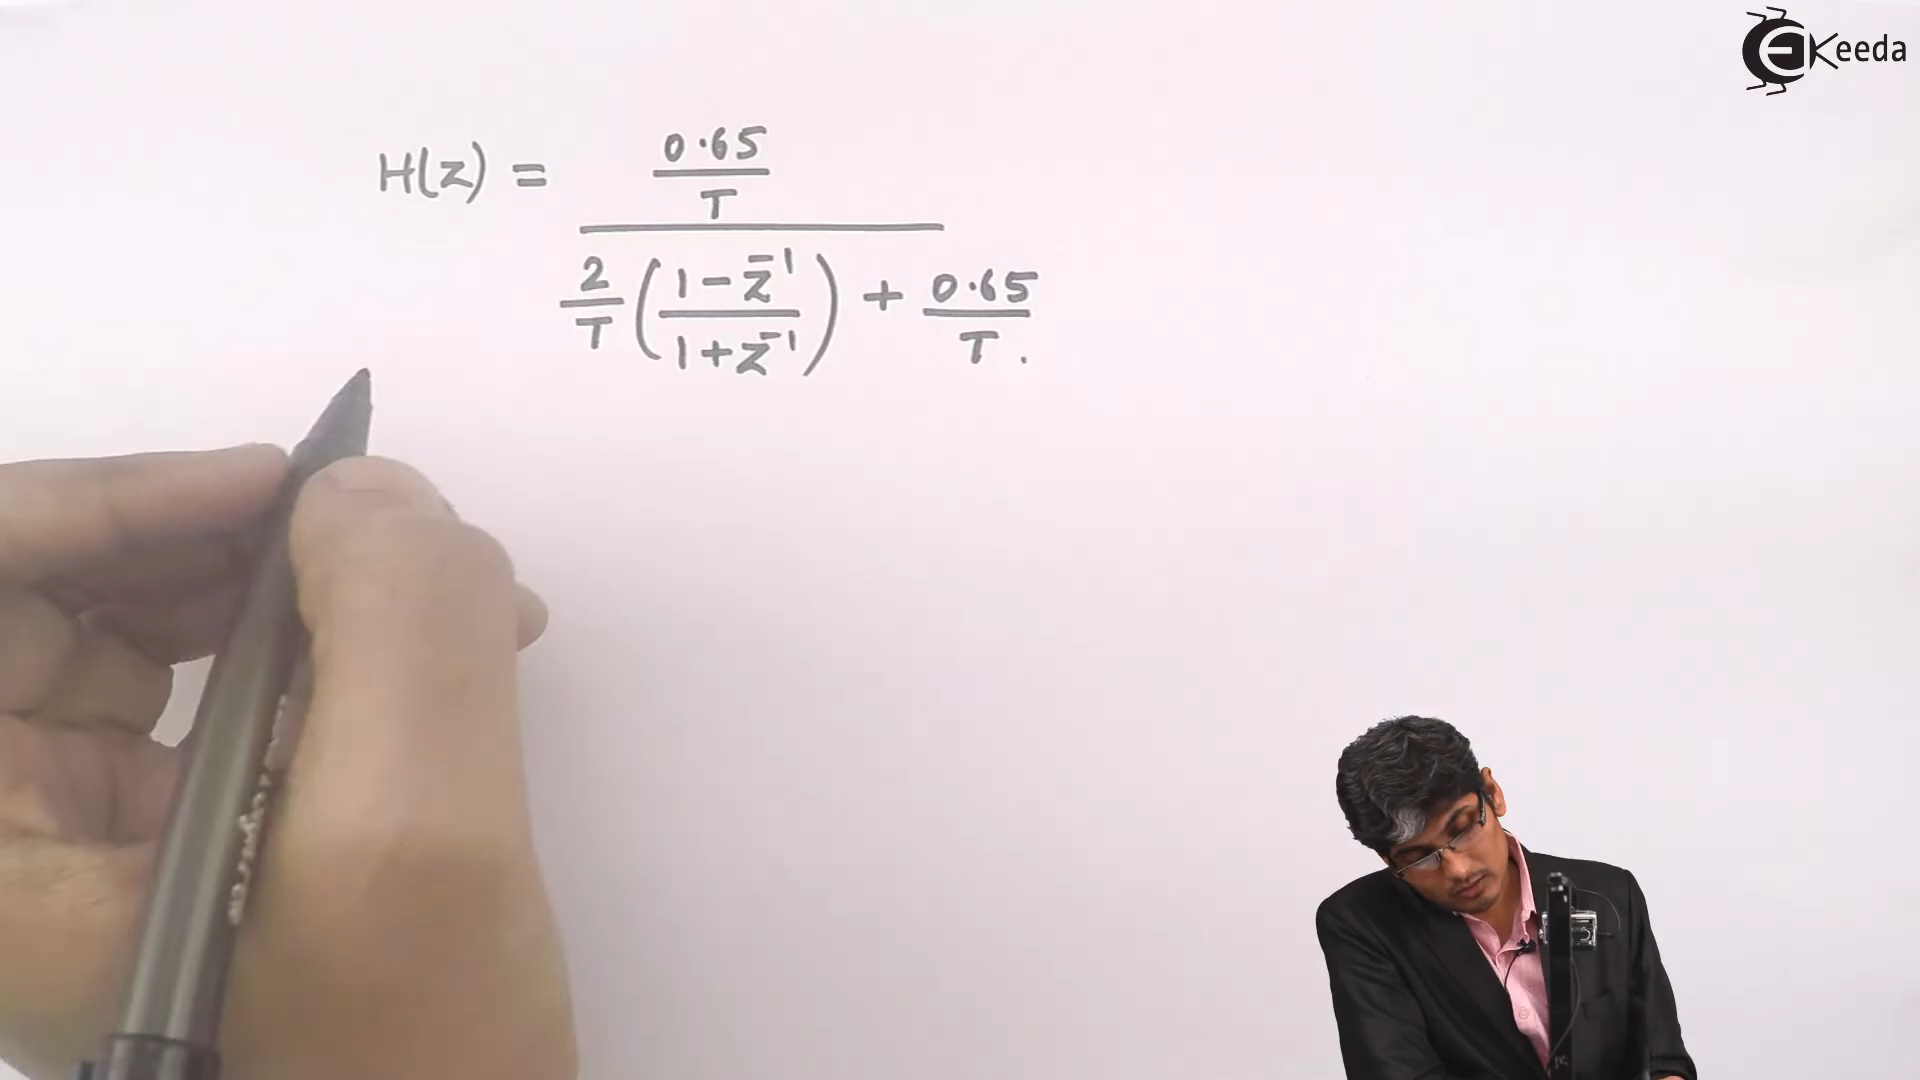 EKeeda
H(z) = 0.65
T
2/T (1 - z⁻¹ / 1 + z⁻¹) + 0.65/T.